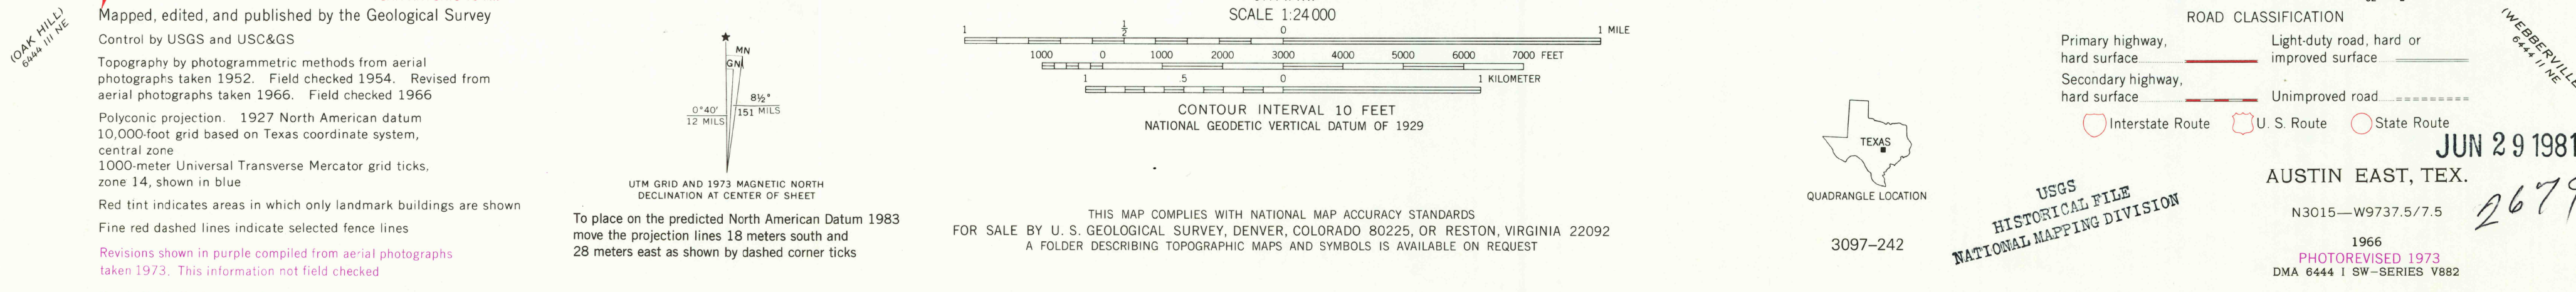 (OAK HILL)
6444 III NE
Mapped, edited, and published by the Geological Survey
Control by USGS and USC&GS
Topography by photogrammetric methods from aerial
photographs taken 1952. Field checked 1954. Revised from
aerial photographs taken 1966. Field checked 1966
Polyconic projection. 1927 North American datum
10,000-foot grid based on Texas coordinate system,
central zone
1000-meter Universal Transverse Mercator grid ticks,
zone 14, shown in blue
Red tint indicates areas in which only landmark buildings are shown
Fine red dashed lines indicate selected fence lines
Revisions shown in purple compiled from aerial photographs
taken 1973. This information not field checked
MN
GN
0°40′
12 MILS
8½°
151 MILS
UTM GRID AND 1973 MAGNETIC NORTH
DECLINATION AT CENTER OF SHEET
To place on the predicted North American Datum 1983
move the projection lines 18 meters south and
28 meters east as shown by dashed corner ticks
SCALE 1:24 000
1 ½ 0 1 MILE
1000 0 1000 2000 3000 4000 5000 6000 7000 FEET
1 .5 0 1 KILOMETER
CONTOUR INTERVAL 10 FEET
NATIONAL GEODETIC VERTICAL DATUM OF 1929
THIS MAP COMPLIES WITH NATIONAL MAP ACCURACY STANDARDS
FOR SALE BY U. S. GEOLOGICAL SURVEY, DENVER, COLORADO 80225, OR RESTON, VIRGINIA 22092
A FOLDER DESCRIBING TOPOGRAPHIC MAPS AND SYMBOLS IS AVAILABLE ON REQUEST
TEXAS
QUADRANGLE LOCATION
3097–242
USGS
HISTORICAL FILE
NATIONAL MAPPING DIVISION
ROAD CLASSIFICATION
Primary highway,
hard surface
Light-duty road, hard or
improved surface
Secondary highway,
hard surface
Unimproved road
Interstate Route U. S. Route State Route
JUN 29 1981
AUSTIN EAST, TEX.
N3015—W9737.5/7.5
2679
1966
PHOTOREVISED 1973
DMA 6444 I SW–SERIES V882
(WEBBERVILLE)
6444 II NE